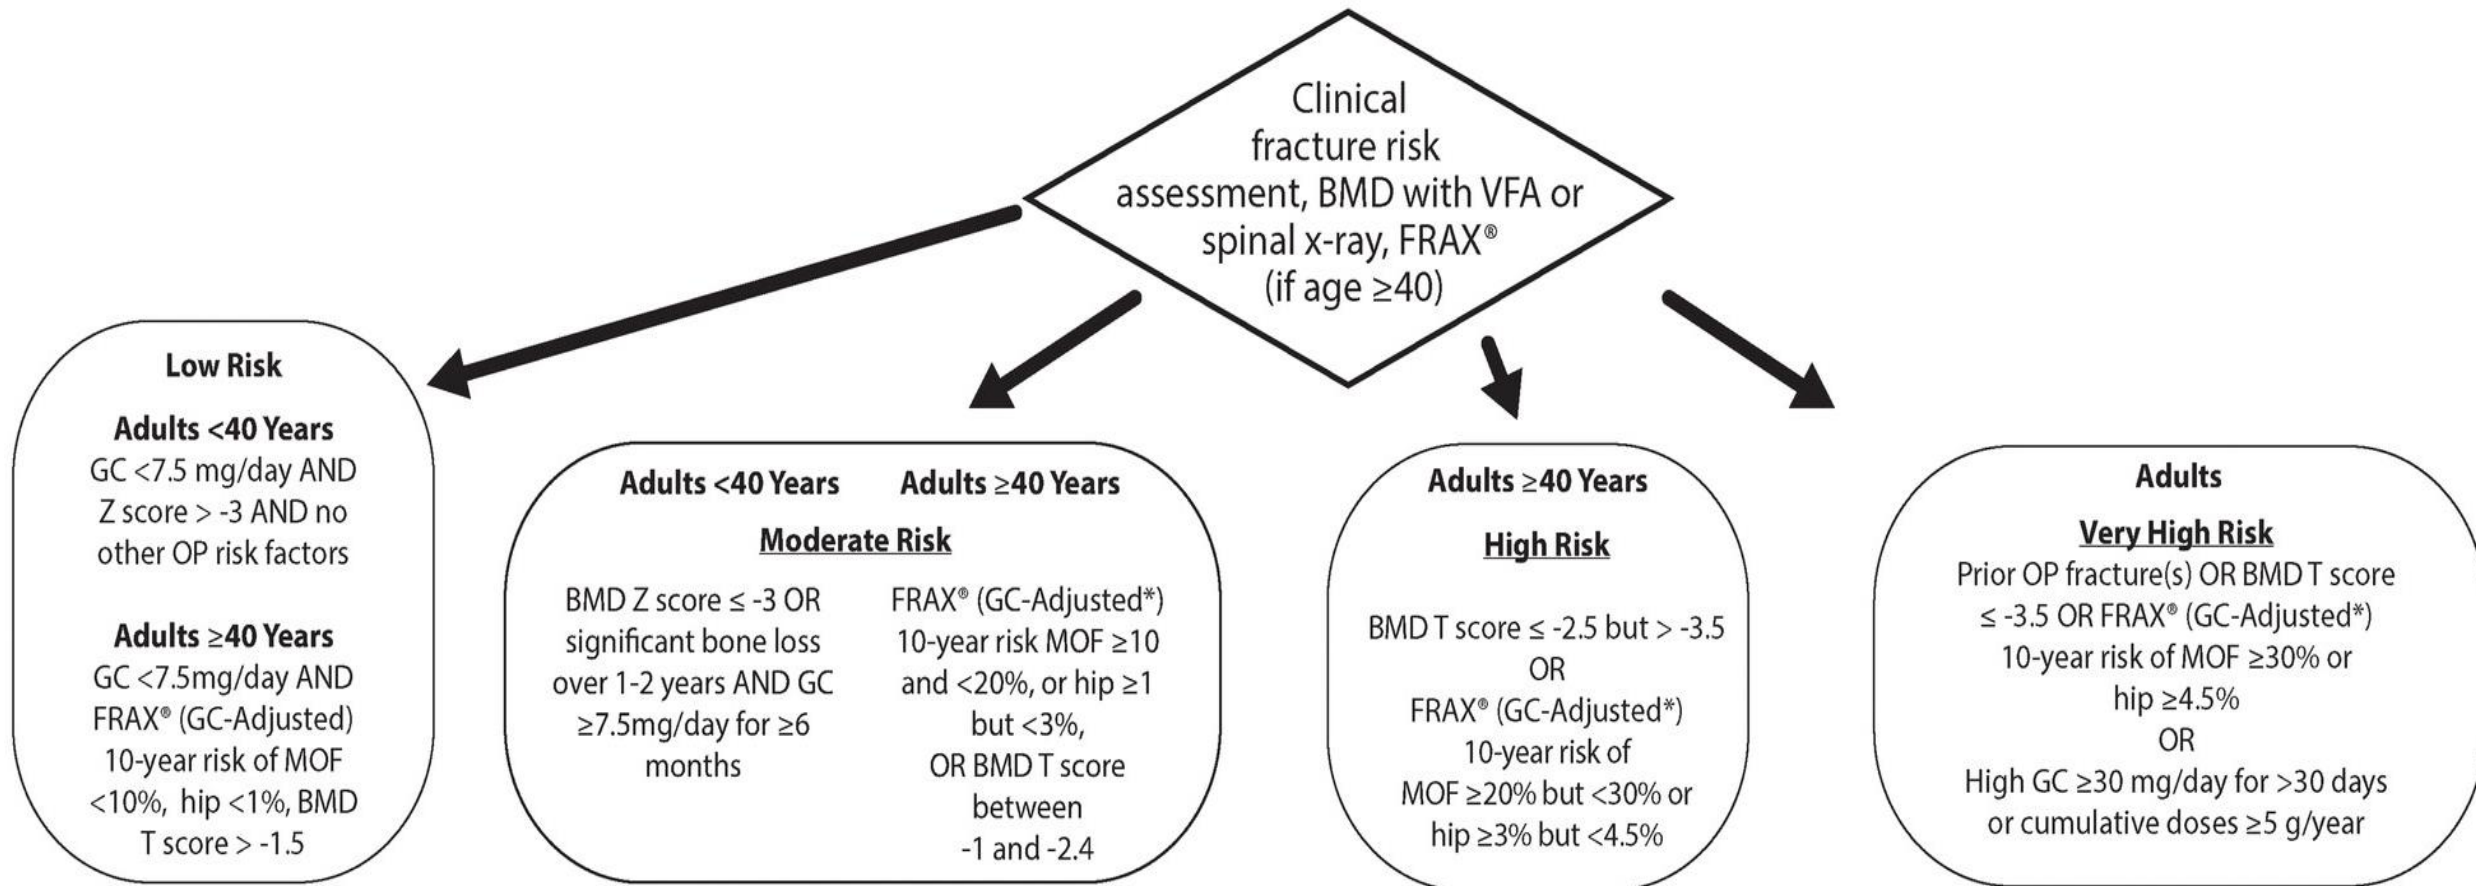 Clinical
fracture risk
assessment, BMD with VFA or
spinal x-ray, FRAX®
(if age ≥40)
Low Risk
Adults <40 Years
GC <7.5 mg/day AND
Z score > -3 AND no
other OP risk factors
Adults ≥40 Years
GC <7.5mg/day AND
FRAX® (GC-Adjusted)
10-year risk of MOF
<10%, hip <1%, BMD
T score > -1.5
Adults <40 Years
Adults ≥40 Years
Moderate Risk
BMD Z score ≤ -3 OR
significant bone loss
over 1-2 years AND GC
≥7.5mg/day for ≥6
months
FRAX® (GC-Adjusted*)
10-year risk MOF ≥10
and <20%, or hip ≥1
but <3%,
OR BMD T score
between
-1 and -2.4
Adults ≥40 Years
High Risk
BMD T score ≤ -2.5 but > -3.5
OR
FRAX® (GC-Adjusted*)
10-year risk of
MOF ≥20% but <30% or
hip ≥3% but <4.5%
Adults
Very High Risk
Prior OP fracture(s) OR BMD T score
≤ -3.5 OR FRAX® (GC-Adjusted*)
10-year risk of MOF ≥30% or
hip ≥4.5%
OR
High GC ≥30 mg/day for >30 days
or cumulative doses ≥5 g/year